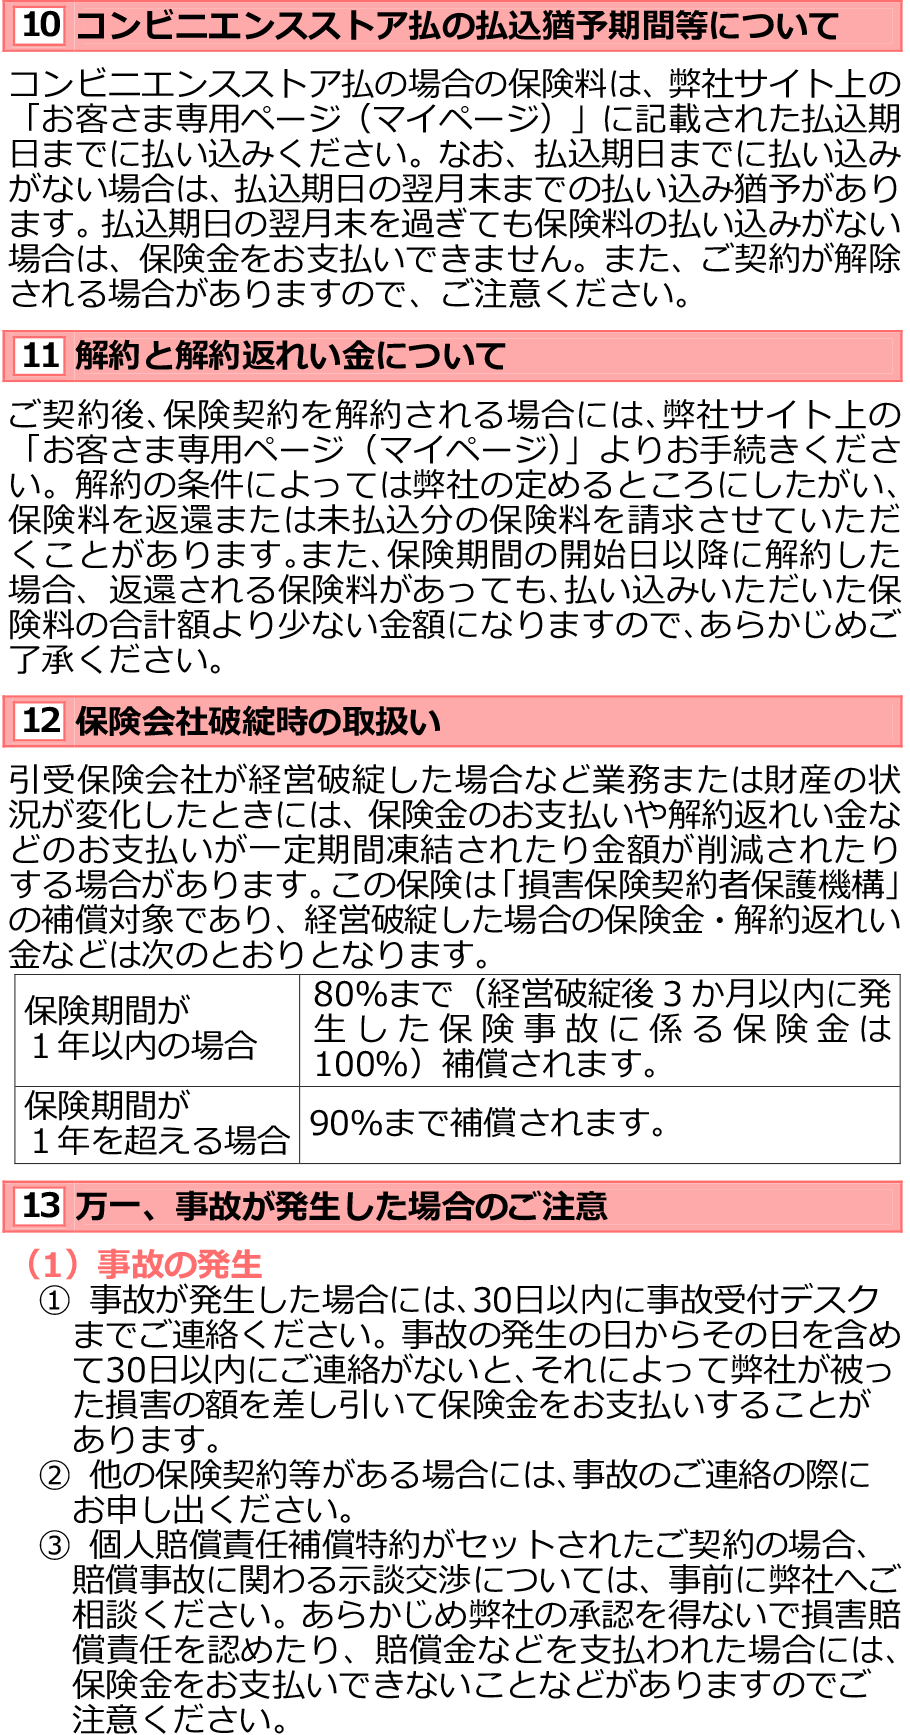 10 コンビニエンスストア払の払込猶予期間等について
コンビニエンスストア払の場合の保険料は、弊社サイト上の
「お客さま専用ページ（マイページ）」に記載された払込期
日までに払い込みください。なお、払込期日までに払い込み
がない場合は、払込期日の翌月末までの払い込み猶予があり
ます。払込期日の翌月末を過ぎても保険料の払い込みがない
場合は、保険金をお支払いできません。また、ご契約が解除
される場合がありますので、ご注意ください。
11 解約と解約返れい金について
ご契約後、保険契約を解約される場合には、弊社サイト上の
「お客さま専用ページ（マイページ）」よりお手続きくださ
い。解約の条件によっては弊社の定めるところにしたがい、
保険料を返還または未払込分の保険料を請求させていただ
くことがあります。また、保険期間の開始日以降に解約した
場合、返還される保険料があっても、払い込みいただいた保
険料の合計額より少ない金額になりますので、あらかじめご
了承ください。
12 保険会社破綻時の取扱い
引受保険会社が経営破綻した場合など業務または財産の状
況が変化したときには、保険金のお支払いや解約返れい金な
どのお支払いが一定期間凍結されたり金額が削減されたり
する場合があります。この保険は「損害保険契約者保護機構」
の補償対象であり、経営破綻した場合の保険金・解約返れい
金などは次のとおりとなります。
保険期間が
１年以内の場合
80%まで（経営破綻後３か月以内に発
生した保険事故に係る保険金は
100%）補償されます。
保険期間が
１年を超える場合
90%まで補償されます。
13 万一、事故が発生した場合のご注意
（1）事故の発生
① 事故が発生した場合には、30日以内に事故受付デスク
までご連絡ください。事故の発生の日からその日を含め
て30日以内にご連絡がないと、それによって弊社が被っ
た損害の額を差し引いて保険金をお支払いすることが
あります。
② 他の保険契約等がある場合には、事故のご連絡の際に
お申し出ください。
③ 個人賠償責任補償特約がセットされたご契約の場合、
賠償事故に関わる示談交渉については、事前に弊社へご
相談ください。あらかじめ弊社の承認を得ないで損害賠
償責任を認めたり、賠償金などを支払われた場合には、
保険金をお支払いできないことなどがありますのでご
注意ください。